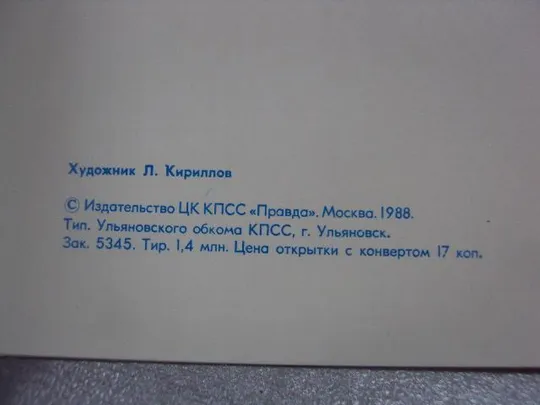 Художник Л. Кириллов
© Издательство ЦК КПСС «Правда». Москва. 1988.
Тип. Ульяновского обкома КПСС, г. Ульяновск.
Зак. 5345. Тир. 1,4 млн. Цена открытки с конвертом 17 коп.